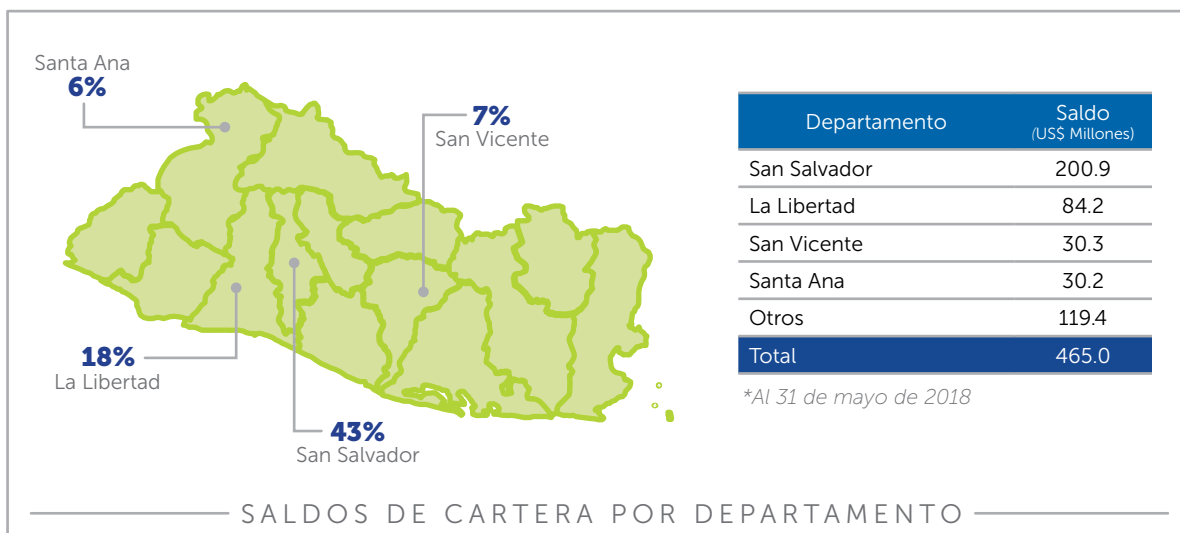 Santa Ana
6%
7%
San Vicente
18%
La Libertad
43%
San Salvador
Departamento Saldo
(US$ Millones)
San Salvador 200.9
La Libertad 84.2
San Vicente 30.3
Santa Ana 30.2
Otros 119.4
Total 465.0
*Al 31 de mayo de 2018
SALDOS DE CARTERA POR DEPARTAMENTO